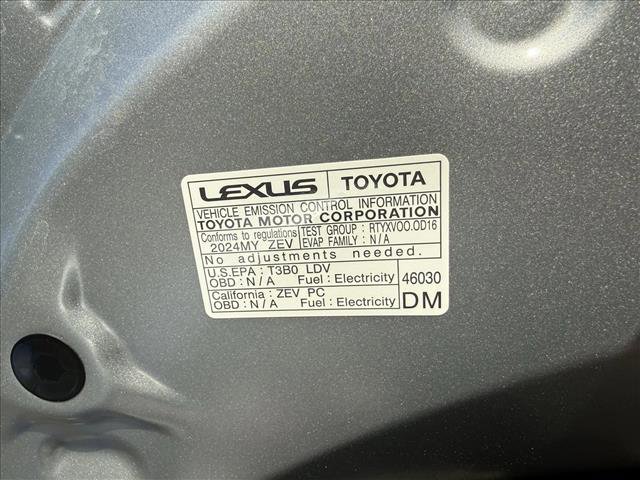 LEXUS TOYOTA
VEHICLE EMISSION CONTROL INFORMATION
TOYOTA MOTOR CORPORATION
Conforms to regulations TEST GROUP : RTYXV00.0D16
2024MY ZEV EVAP FAMILY : N/A
No adjustments needed.
U.S.EPA : T3B0 LDV
OBD : N/A Fuel : Electricity 46030
California : ZEV PC
OBD : N/A Fuel : Electricity DM